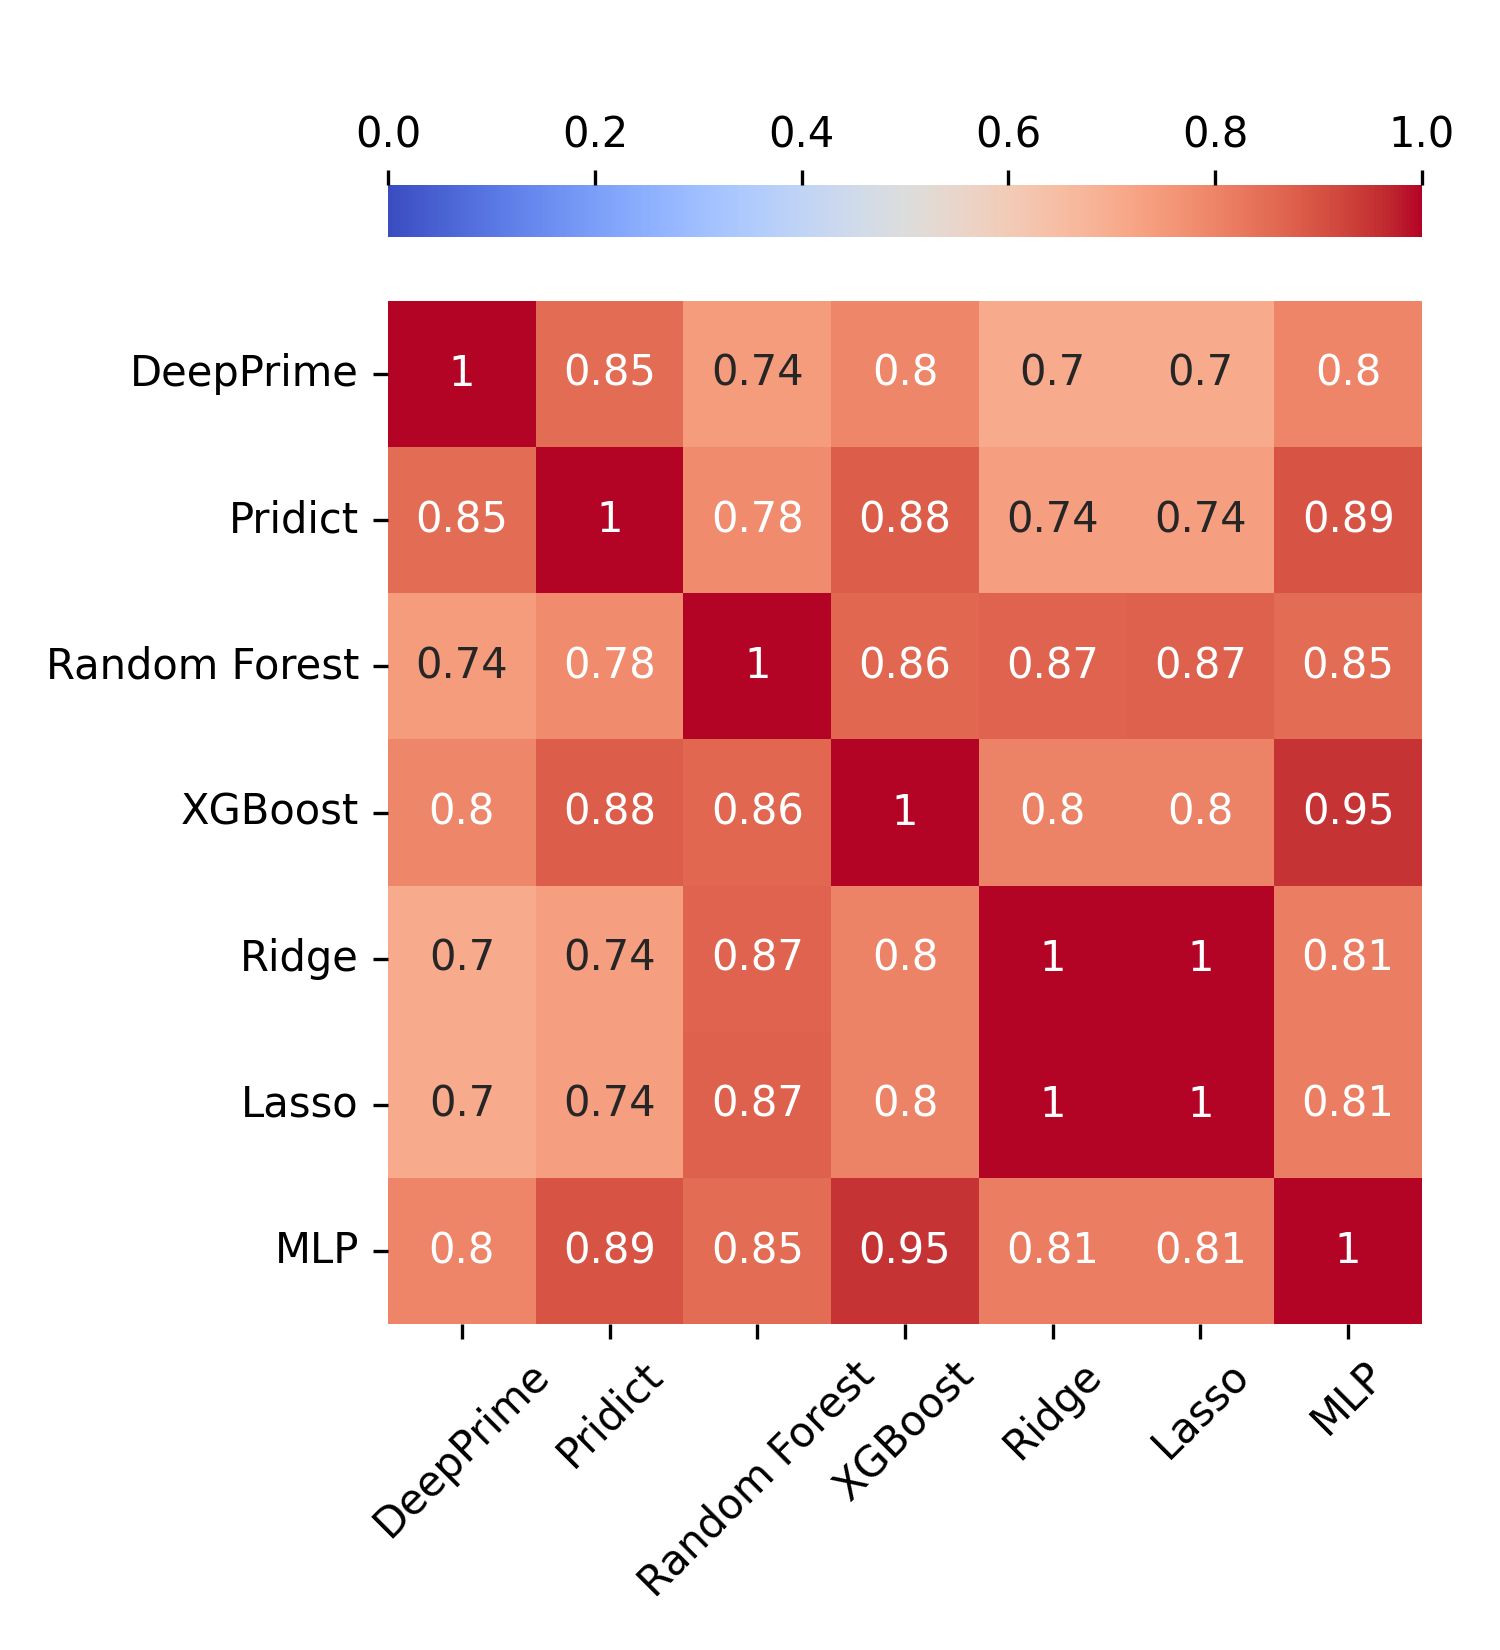 0.0 0.2 0.4 0.6 0.8 1.0
DeepPrime 1 0.85 0.74 0.8 0.7 0.7 0.8
Pridict 0.85 1 0.78 0.88 0.74 0.74 0.89
Random Forest 0.74 0.78 1 0.86 0.87 0.87 0.85
XGBoost 0.8 0.88 0.86 1 0.8 0.8 0.95
Ridge 0.7 0.74 0.87 0.8 1 1 0.81
Lasso 0.7 0.74 0.87 0.8 1 1 0.81
MLP 0.8 0.89 0.85 0.95 0.81 0.81 1
DeepPrime Pridict Random Forest XGBoost Ridge Lasso MLP